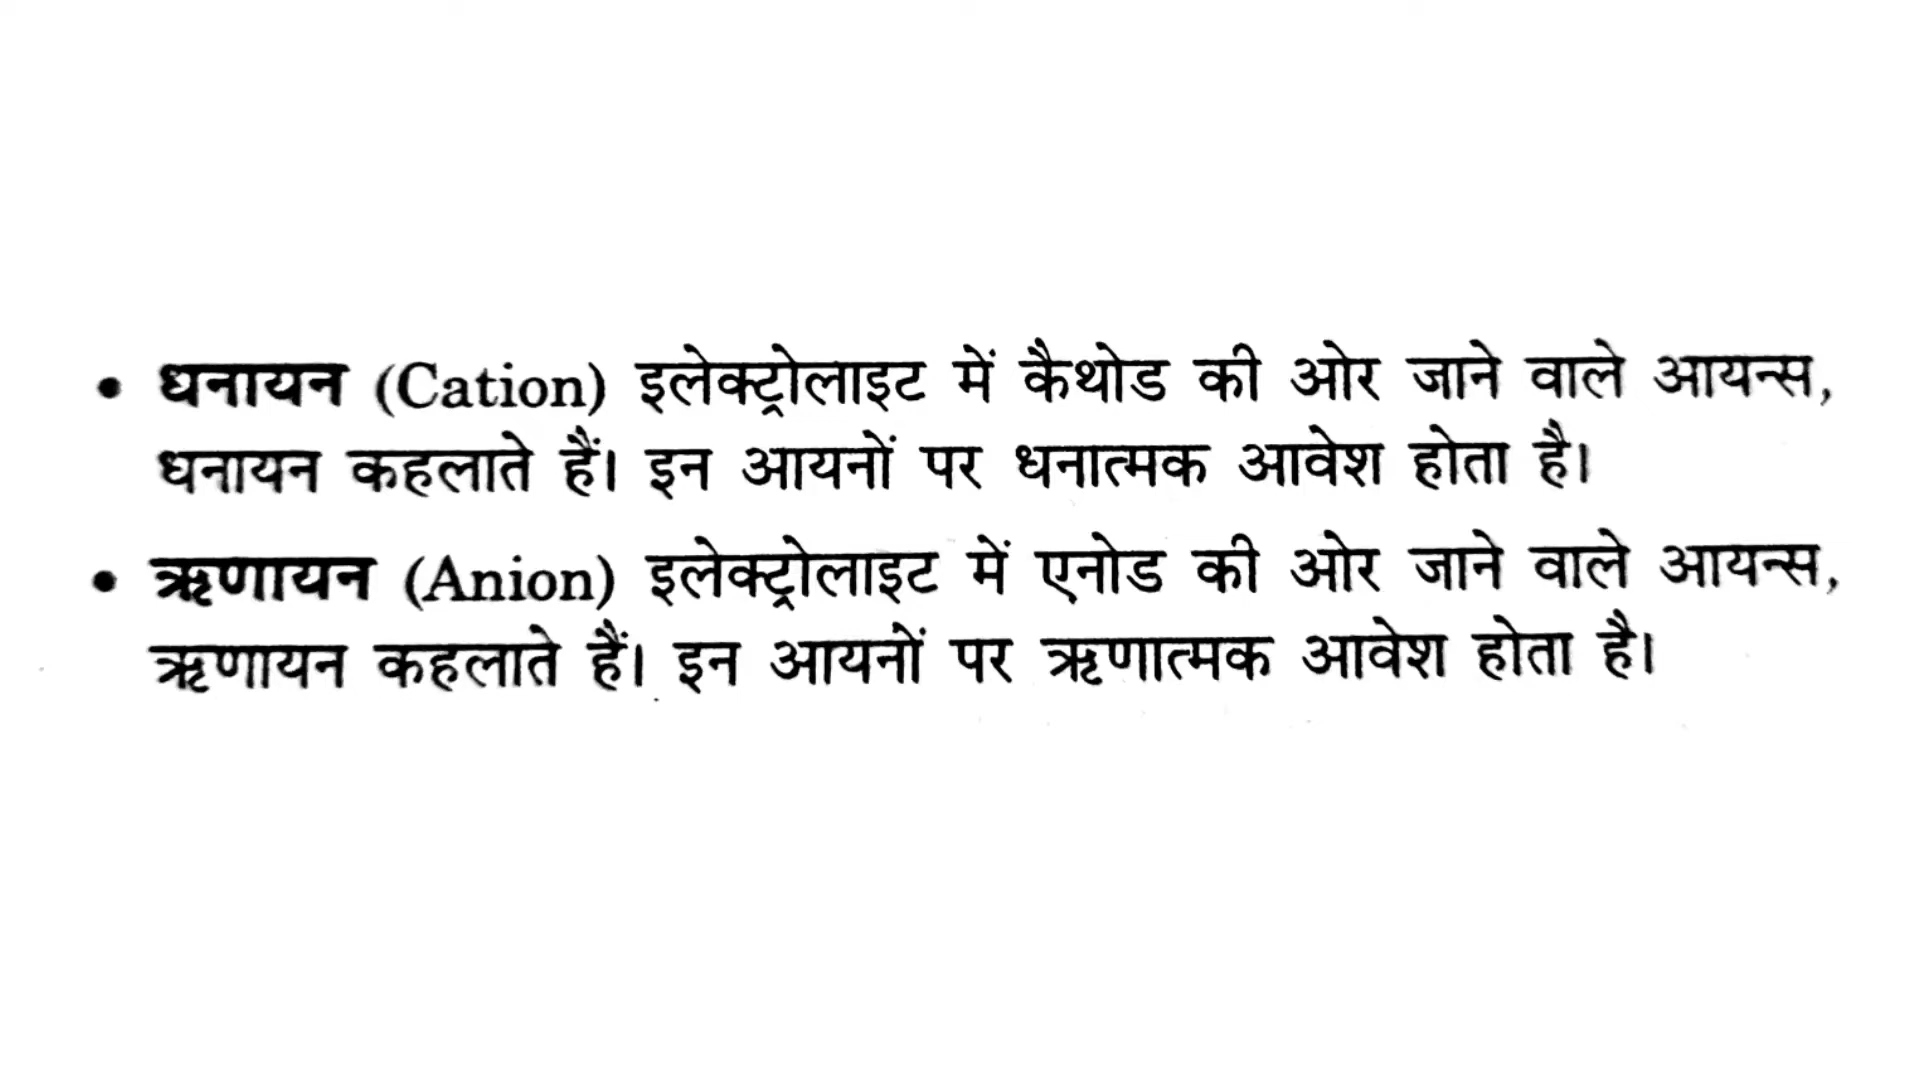 • धनायन (Cation) इलेक्ट्रोलाइट में कैथोड की ओर जाने वाले आयन्स,
धनायन कहलाते हैं। इन आयनों पर धनात्मक आवेश होता है।
• ऋणायन (Anion) इलेक्ट्रोलाइट में एनोड की ओर जाने वाले आयन्स,
ऋणायन कहलाते हैं। इन आयनों पर ऋणात्मक आवेश होता है।